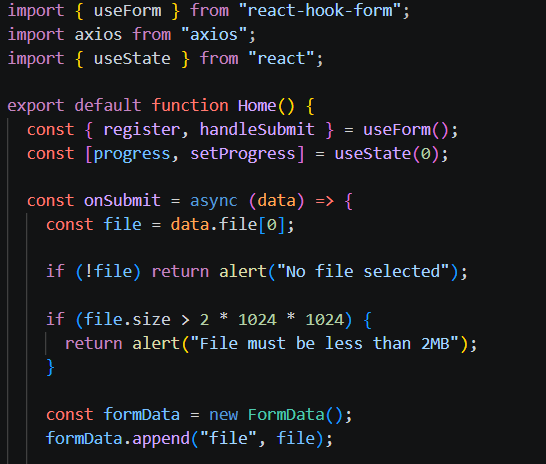 import { useForm } from "react-hook-form";
import axios from "axios";
import { useState } from "react";
export default function Home() {
const { register, handleSubmit } = useForm();
const [progress, setProgress] = useState(0);
const onSubmit = async (data) => {
const file = data.file[0];
if (!file) return alert("No file selected");
if (file.size > 2 * 1024 * 1024) {
return alert("File must be less than 2MB");
}
const formData = new FormData();
formData.append("file", file);